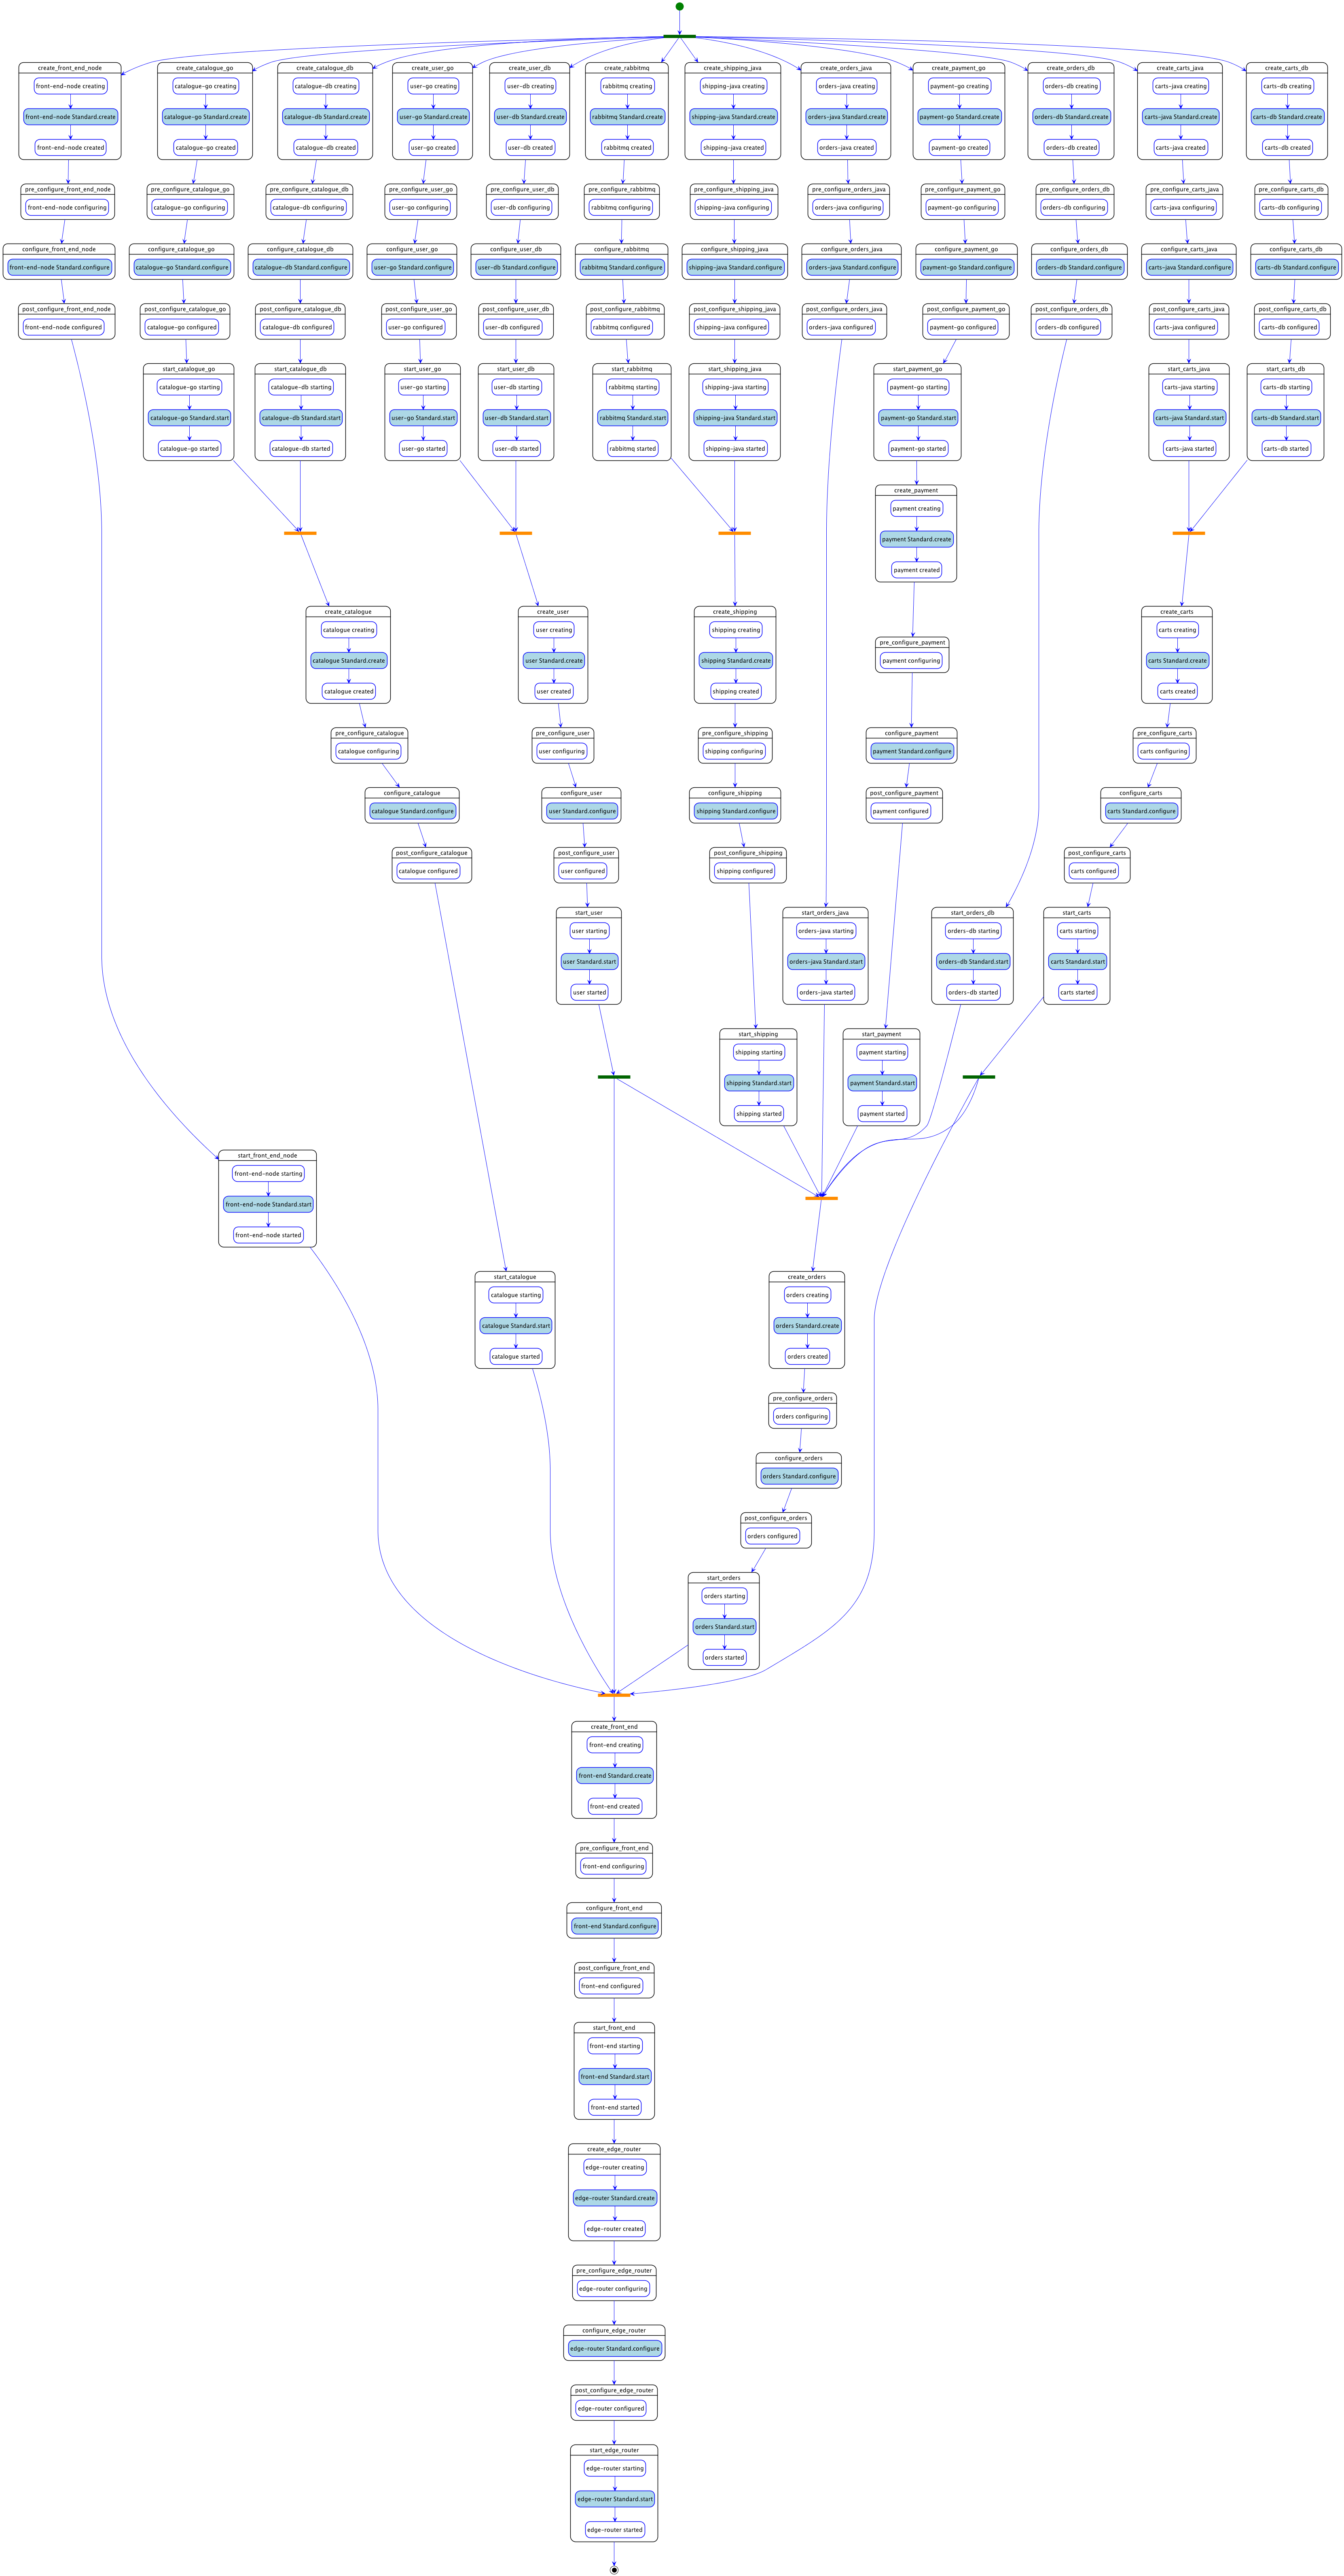 create_front_end_node
front-end-node creating
front-end-node Standard.create
front-end-node created
create_catalogue_go
catalogue-go creating
catalogue-go Standard.create
catalogue-go created
create_catalogue_db
catalogue-db creating
catalogue-db Standard.create
catalogue-db created
create_user_go
user-go creating
user-go Standard.create
user-go created
create_user_db
user-db creating
user-db Standard.create
user-db created
create_rabbitmq
rabbitmq creating
rabbitmq Standard.create
rabbitmq created
create_shipping_java
shipping-java creating
shipping-java Standard.create
shipping-java created
create_orders_java
orders-java creating
orders-java Standard.create
orders-java created
create_payment_go
payment-go creating
payment-go Standard.create
payment-go created
create_orders_db
orders-db creating
orders-db Standard.create
orders-db created
create_carts_java
carts-java creating
carts-java Standard.create
carts-java created
create_carts_db
carts-db creating
carts-db Standard.create
carts-db created
pre_configure_front_end_node
front-end-node configuring
pre_configure_catalogue_go
catalogue-go configuring
pre_configure_catalogue_db
catalogue-db configuring
pre_configure_user_go
user-go configuring
pre_configure_user_db
user-db configuring
pre_configure_rabbitmq
rabbitmq configuring
pre_configure_shipping_java
shipping-java configuring
pre_configure_orders_java
orders-java configuring
pre_configure_payment_go
payment-go configuring
pre_configure_orders_db
orders-db configuring
pre_configure_carts_java
carts-java configuring
pre_configure_carts_db
carts-db configuring
configure_front_end_node
front-end-node Standard.configure
configure_catalogue_go
catalogue-go Standard.configure
configure_catalogue_db
catalogue-db Standard.configure
configure_user_go
user-go Standard.configure
configure_user_db
user-db Standard.configure
configure_rabbitmq
rabbitmq Standard.configure
configure_shipping_java
shipping-java Standard.configure
configure_orders_java
orders-java Standard.configure
configure_payment_go
payment-go Standard.configure
configure_orders_db
orders-db Standard.configure
configure_carts_java
carts-java Standard.configure
configure_carts_db
carts-db Standard.configure
post_configure_front_end_node
front-end-node configured
post_configure_catalogue_go
catalogue-go configured
post_configure_catalogue_db
catalogue-db configured
post_configure_user_go
user-go configured
post_configure_user_db
user-db configured
post_configure_rabbitmq
rabbitmq configured
post_configure_shipping_java
shipping-java configured
post_configure_orders_java
orders-java configured
post_configure_payment_go
payment-go configured
post_configure_orders_db
orders-db configured
post_configure_carts_java
carts-java configured
post_configure_carts_db
carts-db configured
start_catalogue_go
catalogue-go starting
catalogue-go Standard.start
catalogue-go started
start_catalogue_db
catalogue-db starting
catalogue-db Standard.start
catalogue-db started
start_user_go
user-go starting
user-go Standard.start
user-go started
start_user_db
user-db starting
user-db Standard.start
user-db started
start_rabbitmq
rabbitmq starting
rabbitmq Standard.start
rabbitmq started
start_shipping_java
shipping-java starting
shipping-java Standard.start
shipping-java started
start_payment_go
payment-go starting
payment-go Standard.start
payment-go started
start_carts_java
carts-java starting
carts-java Standard.start
carts-java started
start_carts_db
carts-db starting
carts-db Standard.start
carts-db started
create_payment
payment creating
payment Standard.create
payment created
create_catalogue
catalogue creating
catalogue Standard.create
catalogue created
create_user
user creating
user Standard.create
user created
create_shipping
shipping creating
shipping Standard.create
shipping created
pre_configure_payment
payment configuring
create_carts
carts creating
carts Standard.create
carts created
pre_configure_catalogue
catalogue configuring
pre_configure_user
user configuring
pre_configure_shipping
shipping configuring
configure_payment
payment Standard.configure
pre_configure_carts
carts configuring
configure_catalogue
catalogue Standard.configure
configure_user
user Standard.configure
configure_shipping
shipping Standard.configure
post_configure_payment
payment configured
configure_carts
carts Standard.configure
post_configure_catalogue
catalogue configured
post_configure_user
user configured
post_configure_shipping
shipping configured
post_configure_carts
carts configured
start_user
user starting
user Standard.start
user started
start_orders_java
orders-java starting
orders-java Standard.start
orders-java started
start_orders_db
orders-db starting
orders-db Standard.start
orders-db started
start_carts
carts starting
carts Standard.start
carts started
start_shipping
shipping starting
shipping Standard.start
shipping started
start_payment
payment starting
payment Standard.start
payment started
start_front_end_node
front-end-node starting
front-end-node Standard.start
front-end-node started
start_catalogue
catalogue starting
catalogue Standard.start
catalogue started
create_orders
orders creating
orders Standard.create
orders created
pre_configure_orders
orders configuring
configure_orders
orders Standard.configure
post_configure_orders
orders configured
start_orders
orders starting
orders Standard.start
orders started
create_front_end
front-end creating
front-end Standard.create
front-end created
pre_configure_front_end
front-end configuring
configure_front_end
front-end Standard.configure
post_configure_front_end
front-end configured
start_front_end
front-end starting
front-end Standard.start
front-end started
create_edge_router
edge-router creating
edge-router Standard.create
edge-router created
pre_configure_edge_router
edge-router configuring
configure_edge_router
edge-router Standard.configure
post_configure_edge_router
edge-router configured
start_edge_router
edge-router starting
edge-router Standard.start
edge-router started